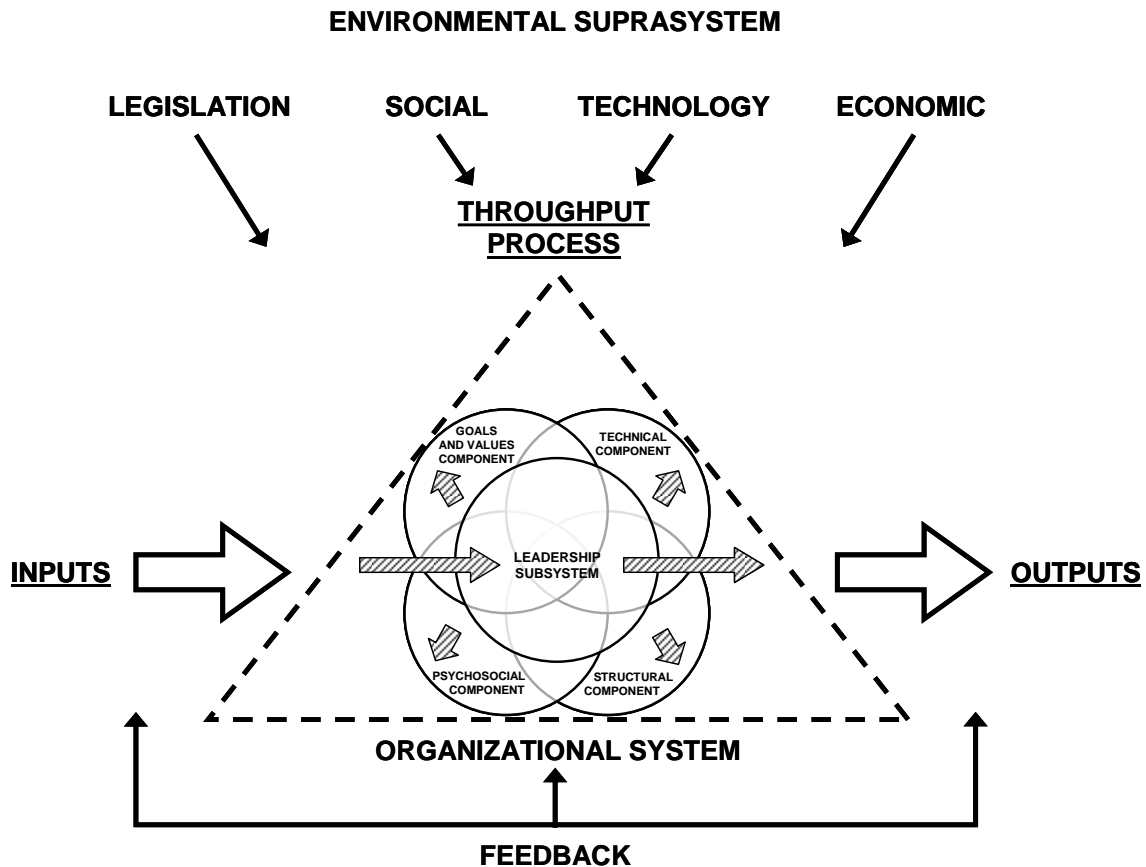 ENVIRONMENTAL SUPRASYSTEM
LEGISLATION
SOCIAL
TECHNOLOGY
ECONOMIC
THROUGHPUT
PROCESS
GOALS
AND VALUES
COMPONENT
TECHNICAL
COMPONENT
INPUTS
LEADERSHIP
SUBSYSTEM
OUTPUTS
PSYCHOSOCIAL
COMPONENT
STRUCTURAL
COMPONENT
ORGANIZATIONAL SYSTEM
FEEDBACK